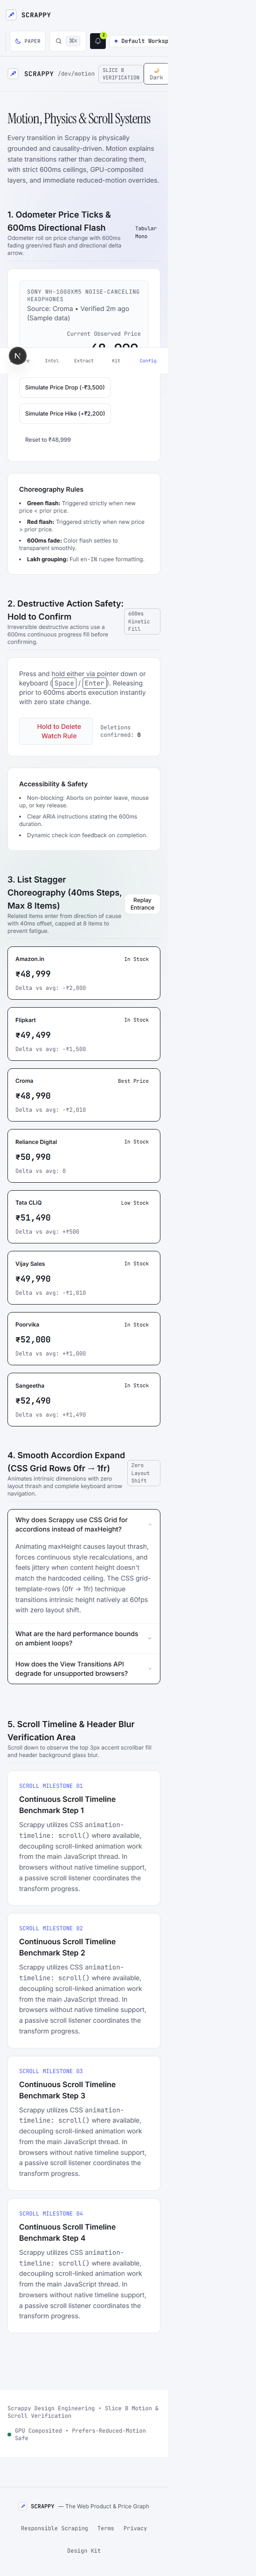 SCRAPPY
PAPER
⌘K
2
Default Worksp
SCRAPPY /dev/motion
SLICE 8
VERIFICATION
Dark
Motion, Physics & Scroll Systems
Every transition in Scrappy is physically
grounded and causality-driven. Motion explains
state transitions rather than decorating them,
with strict 600ms ceilings, GPU-composited
layers, and immediate reduced-motion overrides.
1. Odometer Price Ticks &
600ms Directional Flash
Odometer roll on price change with 600ms
fading green/red flash and directional delta
arrow.
Tabular
Mono
SONY WH-1000XM5 NOISE-CANCELING
HEADPHONES
Source: Croma • Verified 2m ago
(Sample data)
Current Observed Price
N
Intel
Extract
Kit
Config
Simulate Price Drop (-₹3,500)
Simulate Price Hike (+₹2,200)
Reset to ₹48,999
Choreography Rules
• Green flash: Triggered strictly when new
price < prior price.
• Red flash: Triggered strictly when new price
> prior price.
• 600ms fade: Color flash settles to
transparent smoothly.
• Lakh grouping: Full en-IN rupee formatting.
2. Destructive Action Safety:
Hold to Confirm
Irreversible destructive actions use a
600ms continuous progress fill before
confirming.
600ms
Kinetic
Fill
Press and hold either via pointer down or
keyboard (Space / Enter). Releasing
prior to 600ms aborts execution instantly
with zero state change.
Hold to Delete
Watch Rule
Deletions
confirmed: 0
Accessibility & Safety
• Non-blocking: Aborts on pointer leave, mouse
up, or key release.
• Clear ARIA instructions stating the 600ms
duration.
• Dynamic check icon feedback on completion.
3. List Stagger
Choreography (40ms Steps,
Max 8 Items)
Related items enter from direction of cause
with 40ms offset, capped at 8 items to
prevent fatigue.
Replay
Entrance
Amazon.in
In Stock
₹48,999
Delta vs avg: -₹2,000
Flipkart
In Stock
₹49,499
Delta vs avg: -₹1,500
Croma
Best Price
₹48,990
Delta vs avg: -₹2,010
Reliance Digital
In Stock
₹50,990
Delta vs avg: 0
Tata CLiQ
Low Stock
₹51,490
Delta vs avg: +₹500
Vijay Sales
In Stock
₹49,990
Delta vs avg: -₹1,010
Poorvika
In Stock
₹52,000
Delta vs avg: +₹1,000
Sangeetha
In Stock
₹52,490
Delta vs avg: +₹1,490
4. Smooth Accordion Expand
(CSS Grid Rows 0fr → 1fr)
Animates intrinsic dimensions with zero
layout thrash and complete keyboard arrow
navigation.
Zero
Layout
Shift
Why does Scrappy use CSS Grid for
accordions instead of maxHeight?
Animating maxHeight causes layout thrash,
forces continuous style recalculations, and
feels jittery when content height doesn't
match the hardcoded ceiling. The CSS grid-
template-rows (0fr → 1fr) technique
transitions intrinsic height natively at 60fps
with zero layout shift.
What are the hard performance bounds
on ambient loops?
How does the View Transitions API
degrade for unsupported browsers?
5. Scroll Timeline & Header Blur
Verification Area
Scroll down to observe the top 3px accent scrollbar fill
and header background glass blur.
SCROLL MILESTONE 01
Continuous Scroll Timeline
Benchmark Step 1
Scrappy utilizes CSS animation-
timeline: scroll() where available,
decoupling scroll-linked animation work
from the main JavaScript thread. In
browsers without native timeline support,
a passive scroll listener coordinates the
transform progress.
SCROLL MILESTONE 02
Continuous Scroll Timeline
Benchmark Step 2
Scrappy utilizes CSS animation-
timeline: scroll() where available,
decoupling scroll-linked animation work
from the main JavaScript thread. In
browsers without native timeline support,
a passive scroll listener coordinates the
transform progress.
SCROLL MILESTONE 03
Continuous Scroll Timeline
Benchmark Step 3
Scrappy utilizes CSS animation-
timeline: scroll() where available,
decoupling scroll-linked animation work
from the main JavaScript thread. In
browsers without native timeline support,
a passive scroll listener coordinates the
transform progress.
SCROLL MILESTONE 04
Continuous Scroll Timeline
Benchmark Step 4
Scrappy utilizes CSS animation-
timeline: scroll() where available,
decoupling scroll-linked animation work
from the main JavaScript thread. In
browsers without native timeline support,
a passive scroll listener coordinates the
transform progress.
Scrappy Design Engineering • Slice 8 Motion &
Scroll Verification
GPU Composited • Prefers-Reduced-Motion
Safe
SCRAPPY — The Web Product & Price Graph
Responsible Scraping
Terms
Privacy
Design Kit